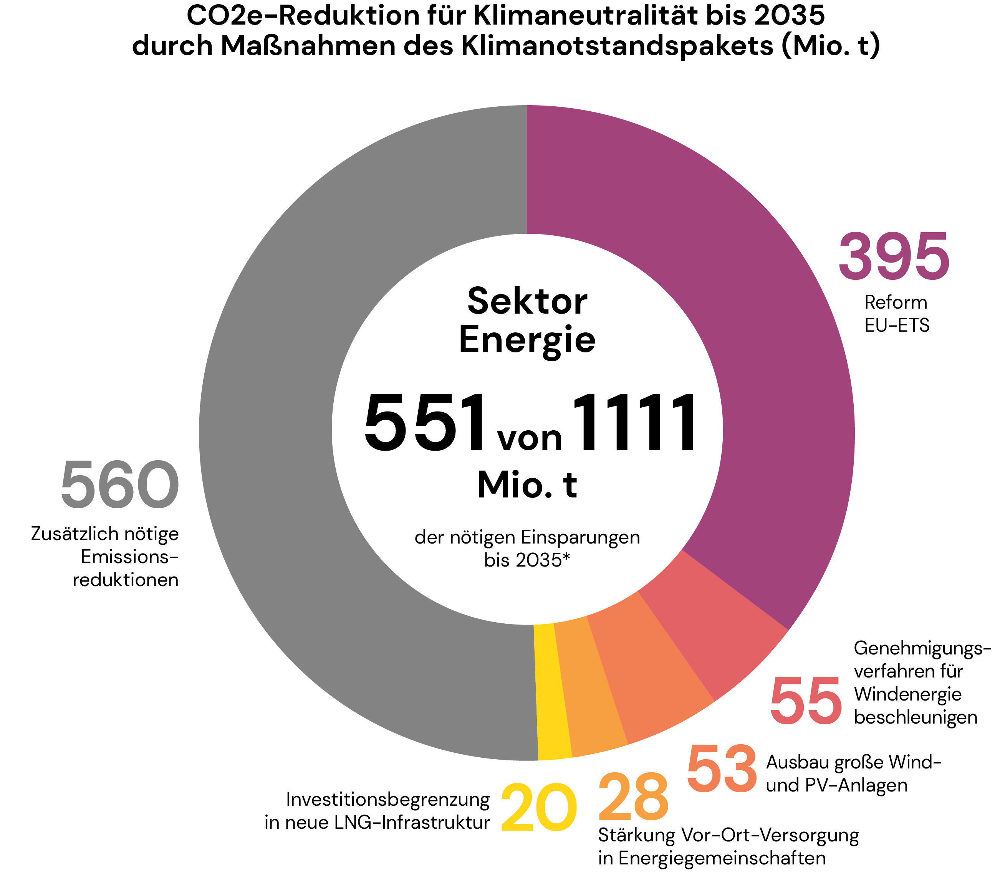 CO2e-Reduktion für Klimaneutralität bis 2035
durch Maßnahmen des Klimanotstandspakets (Mio. t)
395
Reform
EU-ETS
Sektor
Energie
551 von 1111
Mio. t
der nötigen Einsparungen
bis 2035*
560
Zusätzlich nötige
Emissions-
reduktionen
55
Genehmigungs-
verfahren für
Windenergie
beschleunigen
53
Ausbau große Wind-
und PV-Anlagen
28
Stärkung Vor-Ort-Versorgung
in Energiegemeinschaften
20
Investitionsbegrenzung
in neue LNG-Infrastruktur